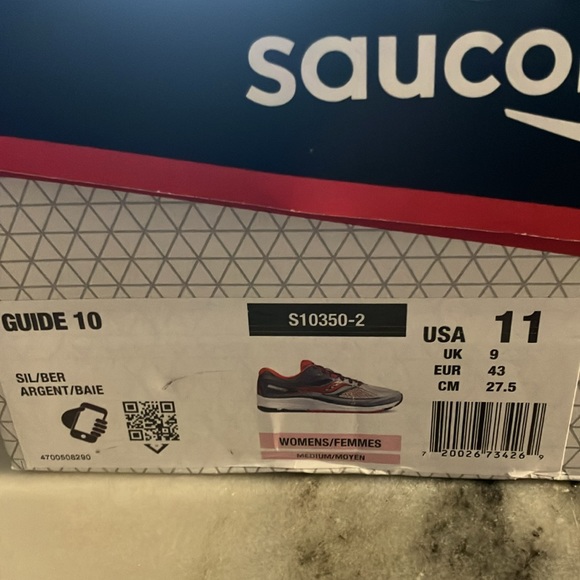 sauco
GUIDE 10
S10350-2
USA 11
UK 9
EUR 43
CM 27.5
SIL/BER
ARGENT/BAIE
WOMENS/FEMMES
MEDIUM/MOYEN
4700508290
7 20026 73426 9